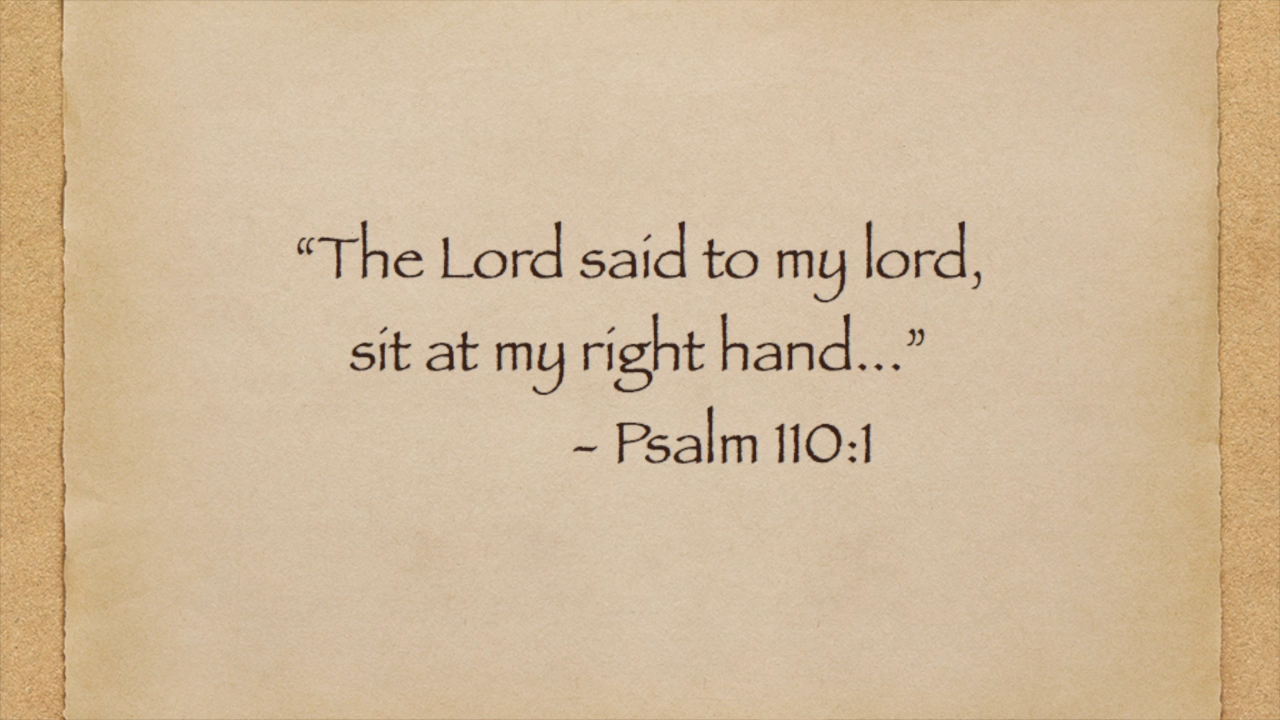 “The Lord said to my lord,
sit at my right hand...”
– Psalm 110:1